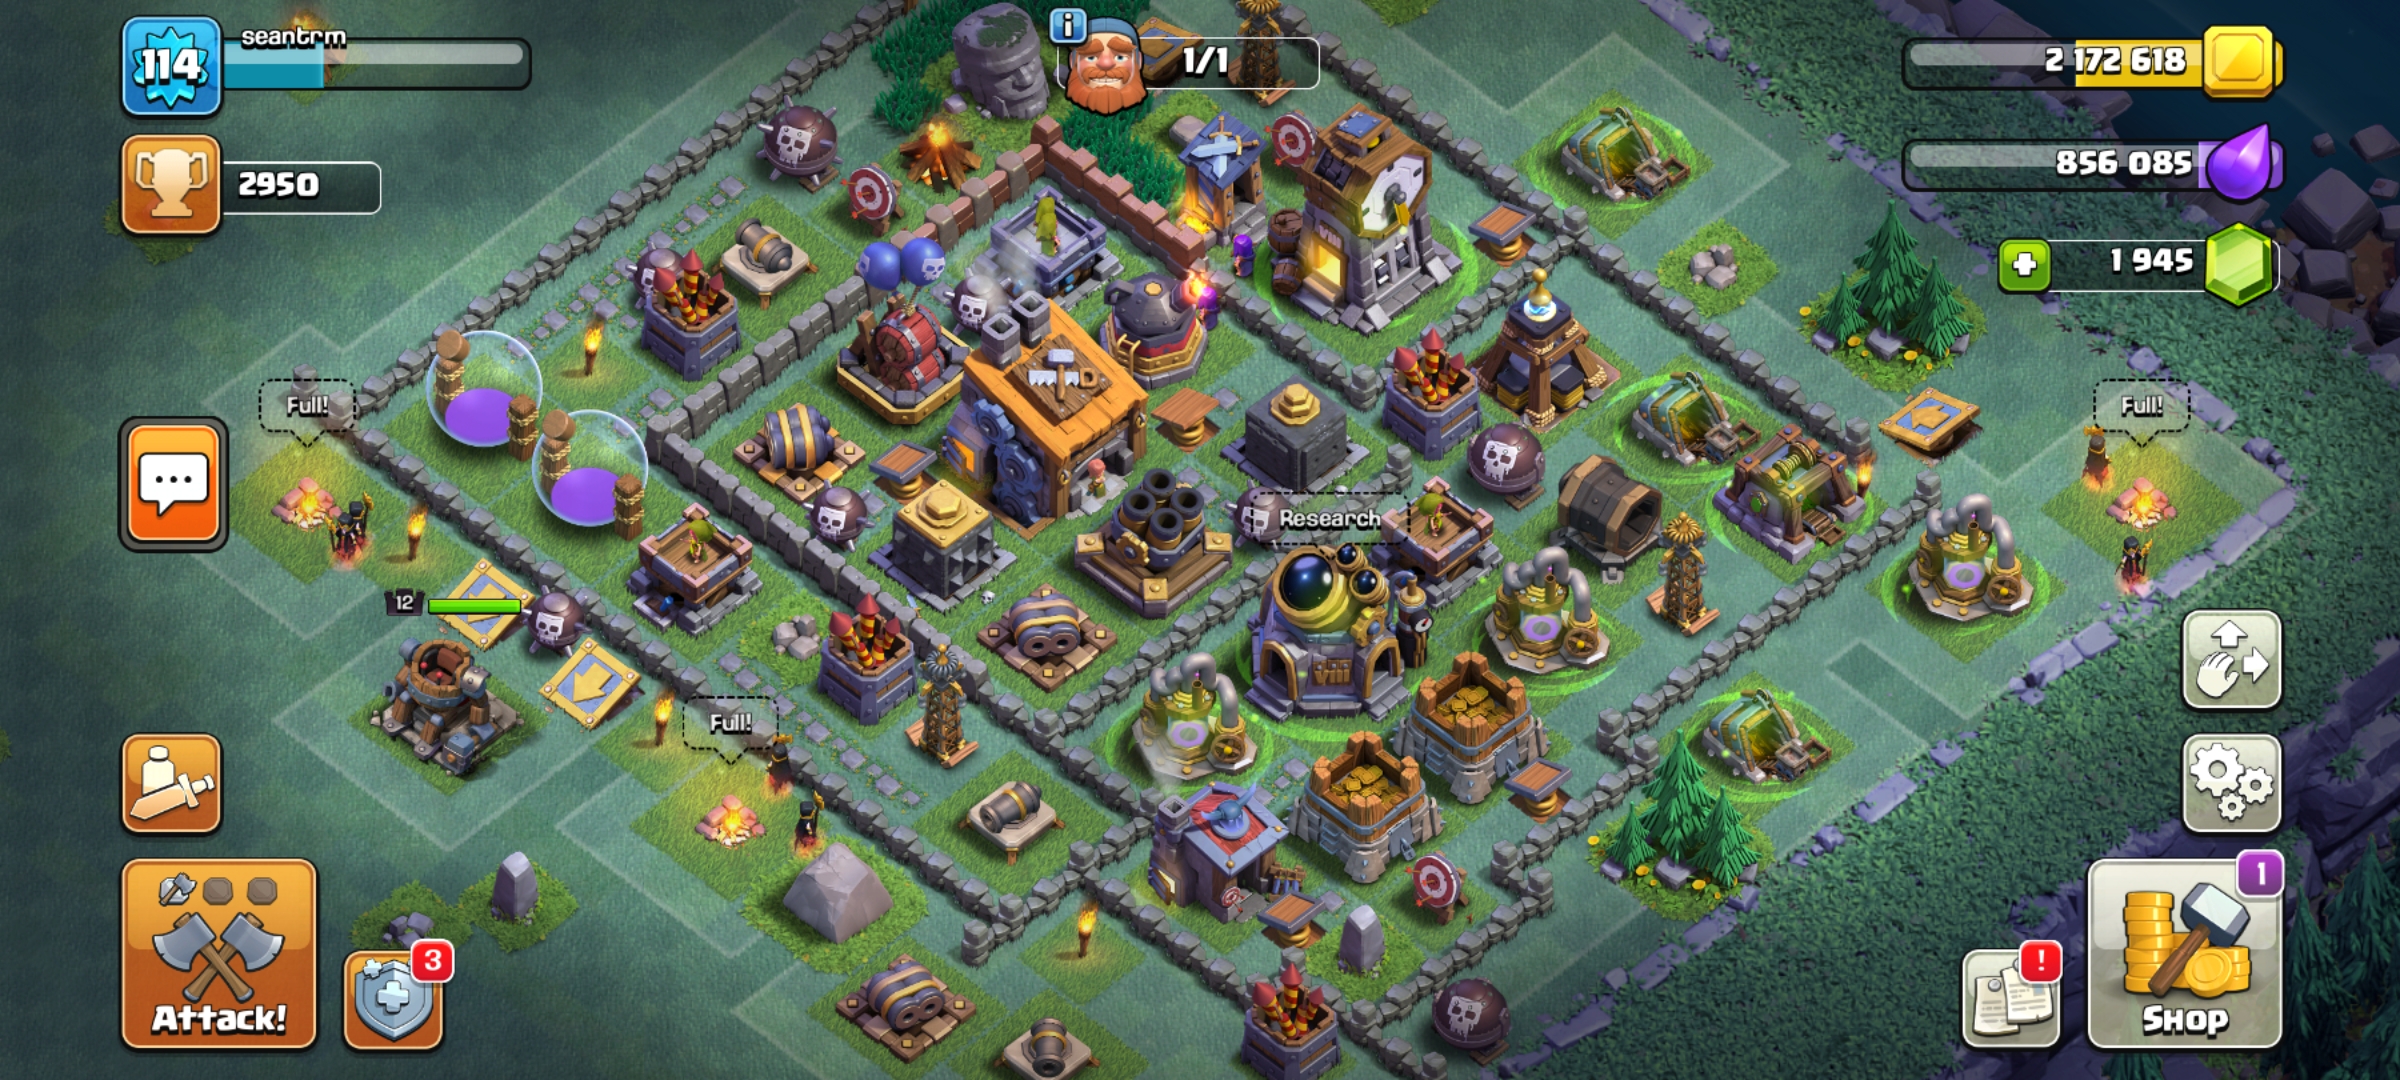 114
seantrm
1/1
2 172 618
2950
856 085
1 945
Full!
Full!
Research
12
VIII
Full!
1
3
!
Attack!
Shop